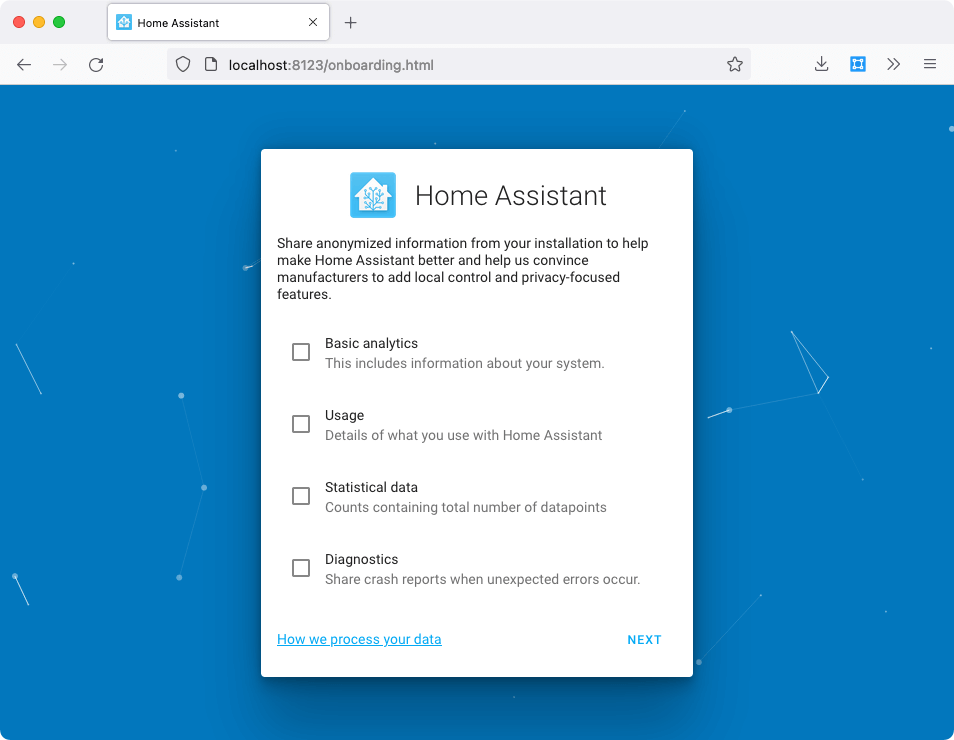 Home Assistant
localhost:8123/onboarding.html
Home Assistant
Share anonymized information from your installation to help
make Home Assistant better and help us convince
manufacturers to add local control and privacy-focused
features.
Basic analytics
This includes information about your system.
Usage
Details of what you use with Home Assistant
Statistical data
Counts containing total number of datapoints
Diagnostics
Share crash reports when unexpected errors occur.
How we process your data
NEXT